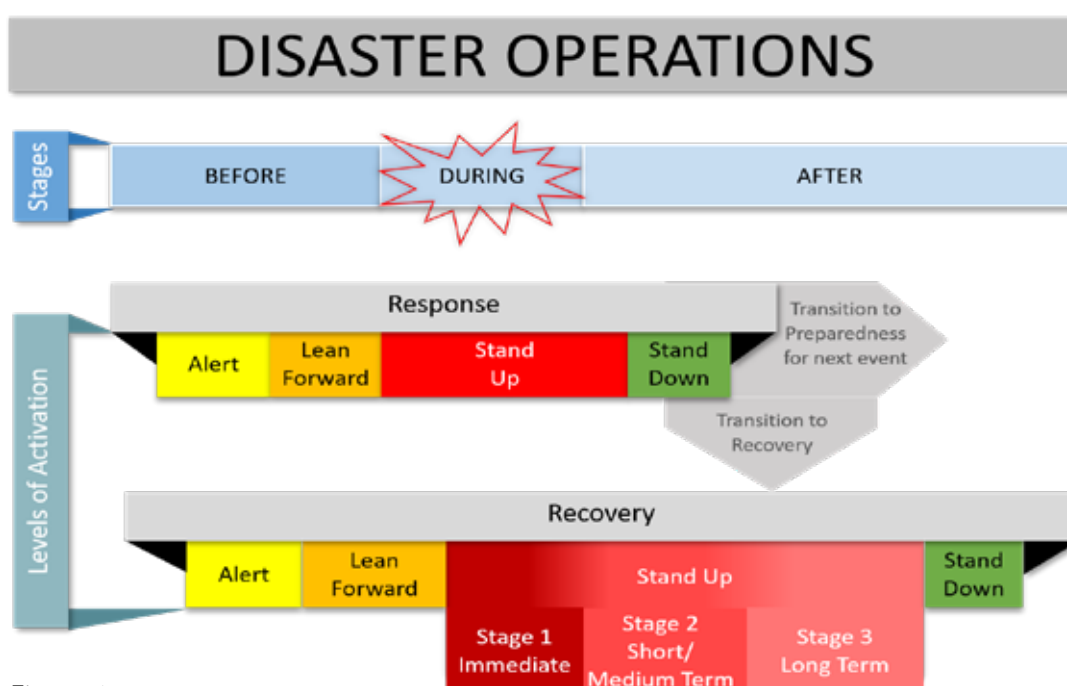 DISASTER OPERATIONS
Stages
BEFORE
DURING
AFTER
Levels of Activation
Response
Alert
Lean
Forward
Stand
Up
Stand
Down
Transition to
Preparedness
for next event
Transition to
Recovery
Recovery
Alert
Lean
Forward
Stand Up
Stand
Down
Stage 1
Immediate
Stage 2
Short/
Medium Term
Stage 3
Long Term